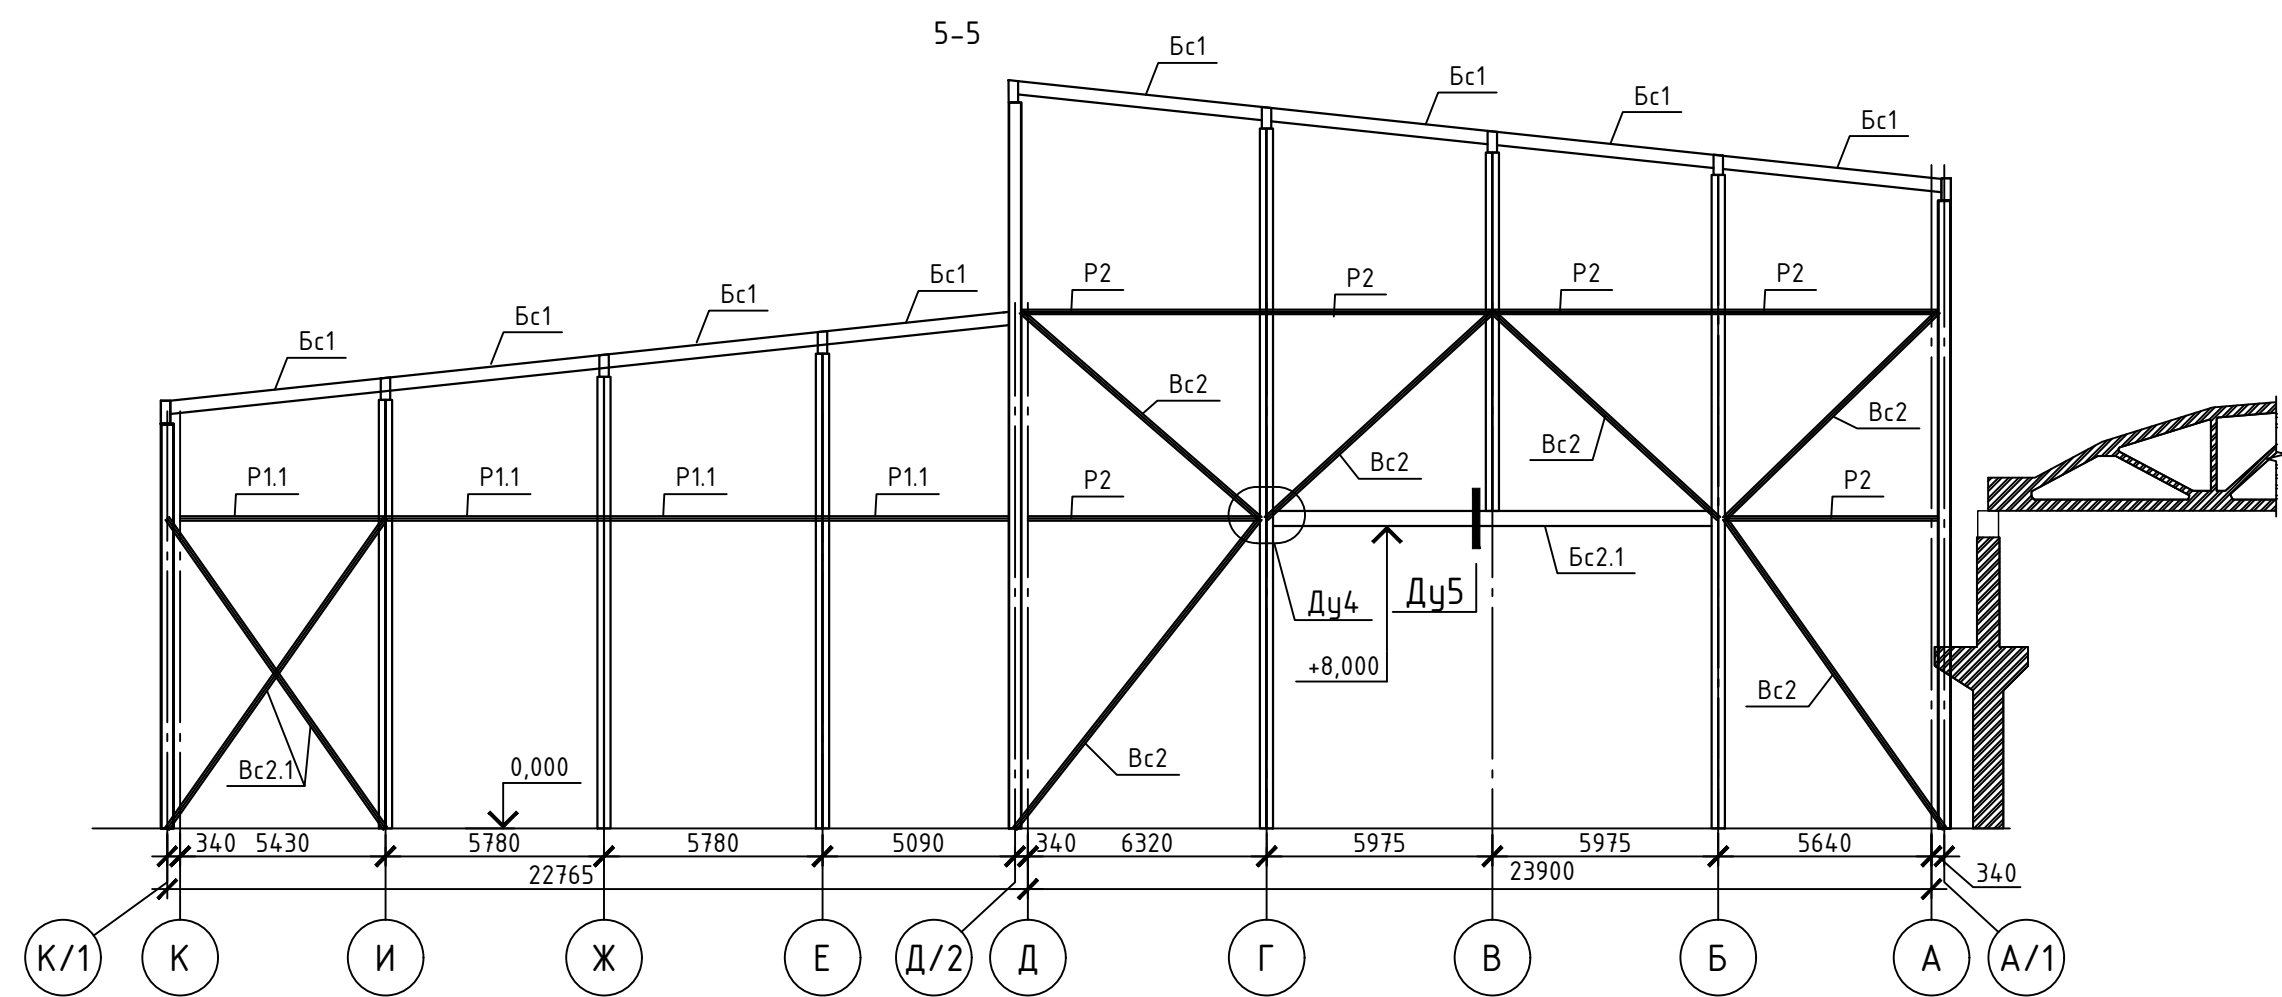 5-5
Бс1
Бс1
Бс1
Бс1
Бс1
Бс1
Бс1
Бс1
Р2
Р2
Р2
Р2
Вс2
Вс2
Вс2
Вс2
Р1.1
Р1.1
Р1.1
Р1.1
Р2
Р2
Бс2.1
Ду4
Ду5
+8,000
Вс2
Вс2
Вс2.1
0,000
340 5430 5780 5780 5090 340 6320 5975 5975 5640
22765 23900 340
К/1 К И Ж Е Д/2 Д Г В Б А А/1